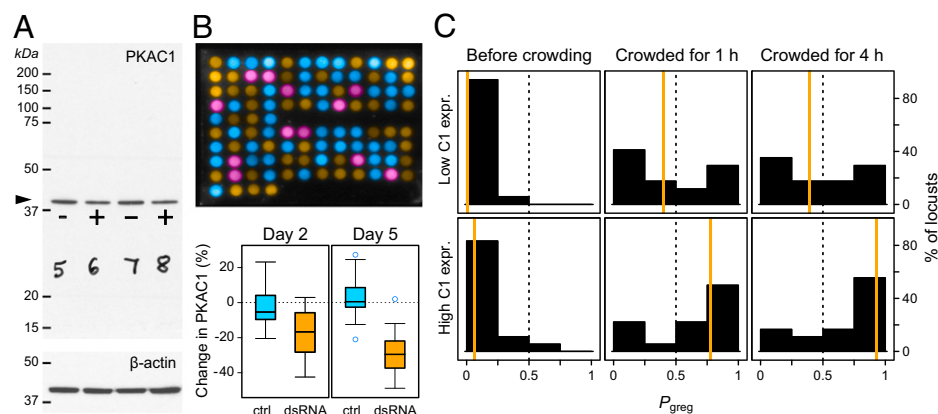 A
kDa
PKAC1
200
150
100
75
50
37
- + – +
5 6 7 8
20
15
50
β-actin
37
B
Day 2 Day 5
Change in PKAC1 (%)
20
0
-20
-40
ctrl dsRNA ctrl dsRNA
C
Before crowding Crowded for 1 h Crowded for 4 h
Low C1 expr.
High C1 expr.
80
40
0
80
40
0
% of locusts
0 0.5 1 0 0.5 1 0 0.5 1
Pgreg